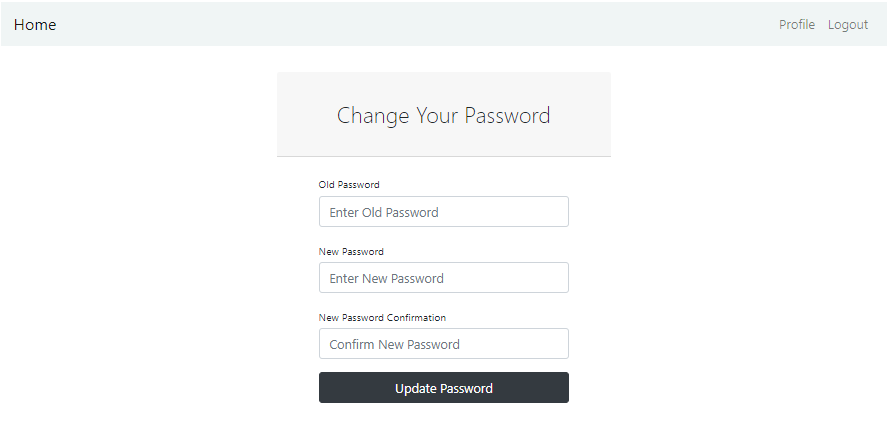 Home Profile Logout
Change Your Password
Old Password
Enter Old Password
New Password
Enter New Password
New Password Confirmation
Confirm New Password
Update Password